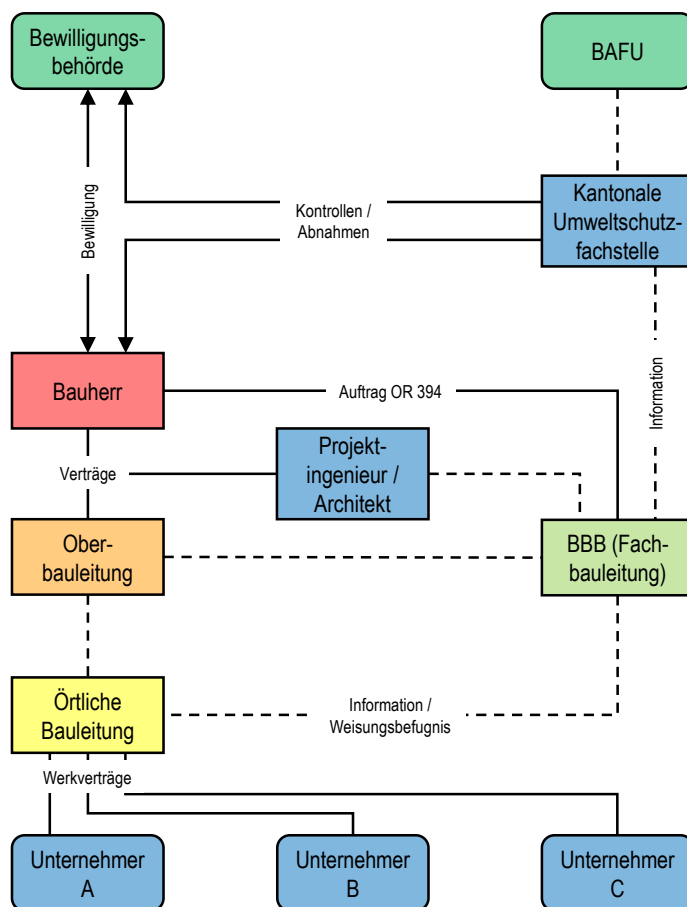 Bewilligungs-
behörde
BAFU
Bewilligung
Kontrollen /
Abnahmen
Kantonale
Umweltschutz-
fachstelle
Bauherr
Auftrag OR 394
Information
Verträge
Projekt-
ingenieur /
Architekt
Ober-
bauleitung
BBB (Fach-
bauleitung)
Örtliche
Bauleitung
Information /
Weisungsbefugnis
Werkverträge
Unternehmer
A
Unternehmer
B
Unternehmer
C